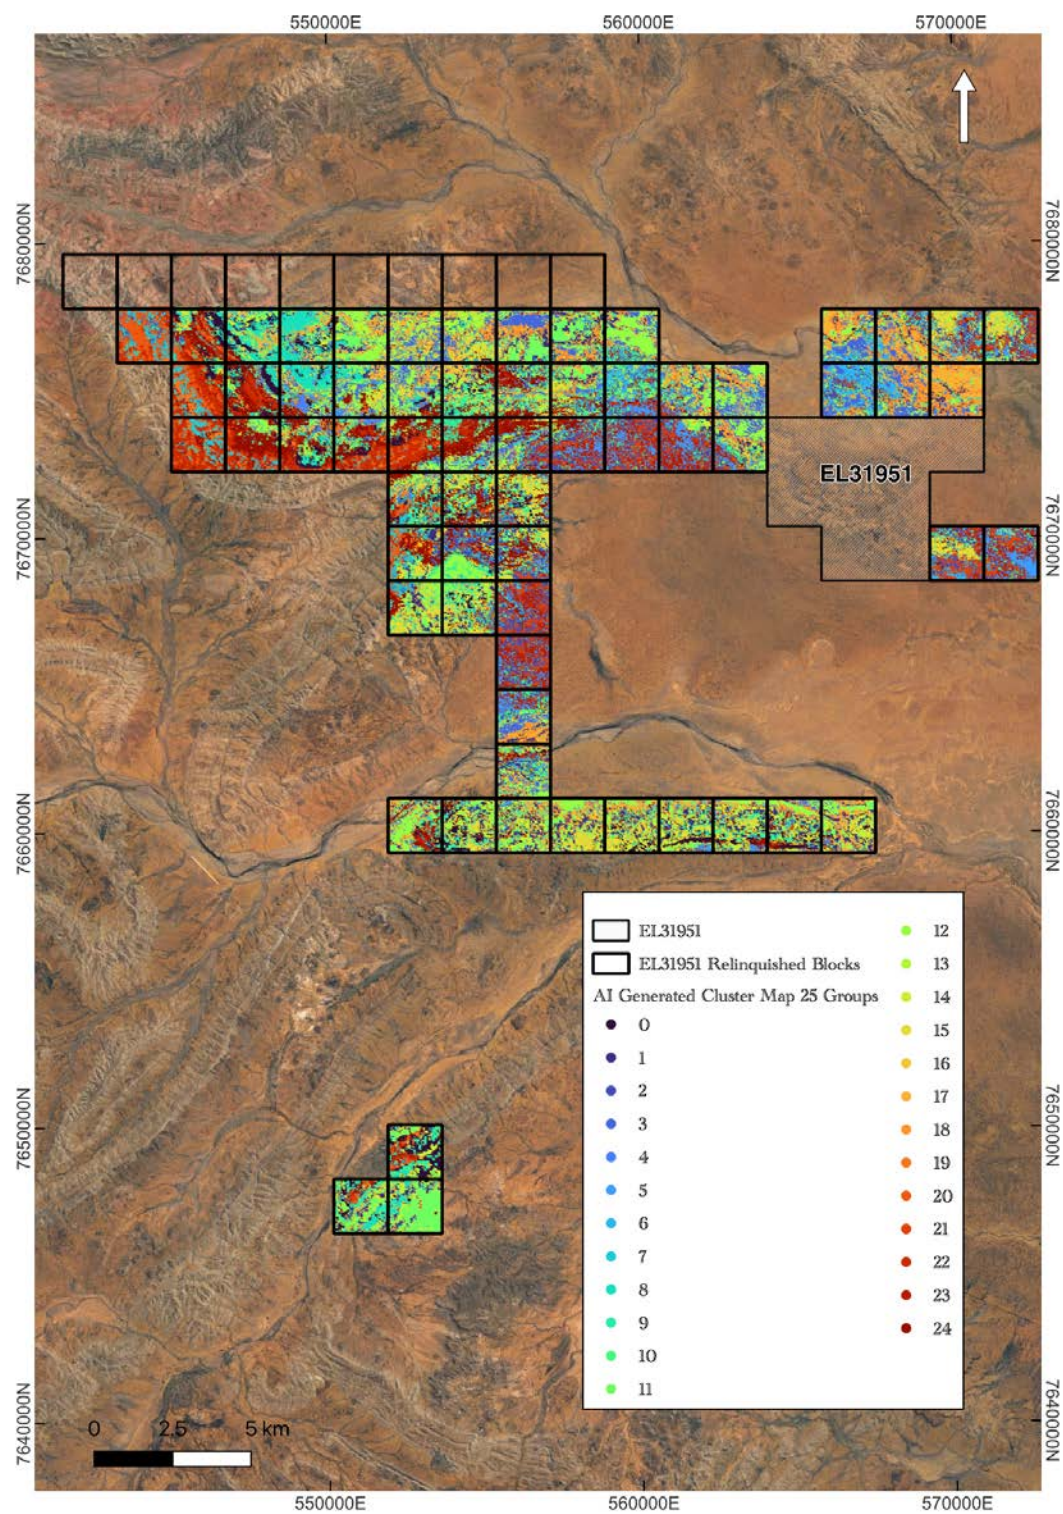 550000E 560000E 570000E
7680000N 7680000N
EL31951
7670000N 7670000N
7660000N 7660000N
EL31951
EL31951 Relinquished Blocks
AI Generated Cluster Map 25 Groups
0
1
2
3
4
5
6
7
8
9
10
11
12
13
14
15
16
17
18
19
20
21
22
23
24
7650000N 7650000N
7640000N 7640000N
0 2.5 5 km
550000E 560000E 570000E